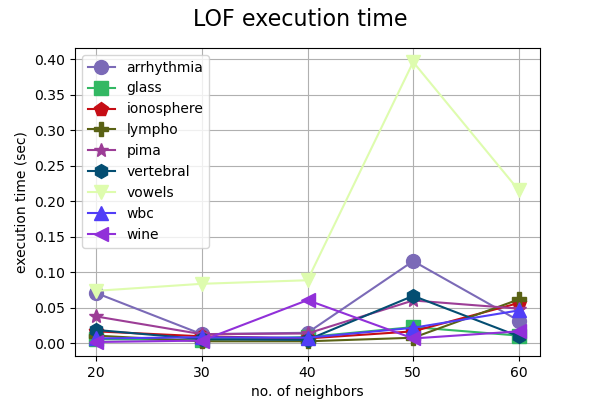 LOF execution time
0.40
0.35
0.30
0.25
0.20
0.15
0.10
0.05
0.00
execution time (sec)
arrhythmia
glass
ionosphere
lympho
pima
vertebral
vowels
wbc
wine
20 30 40 50 60
no. of neighbors